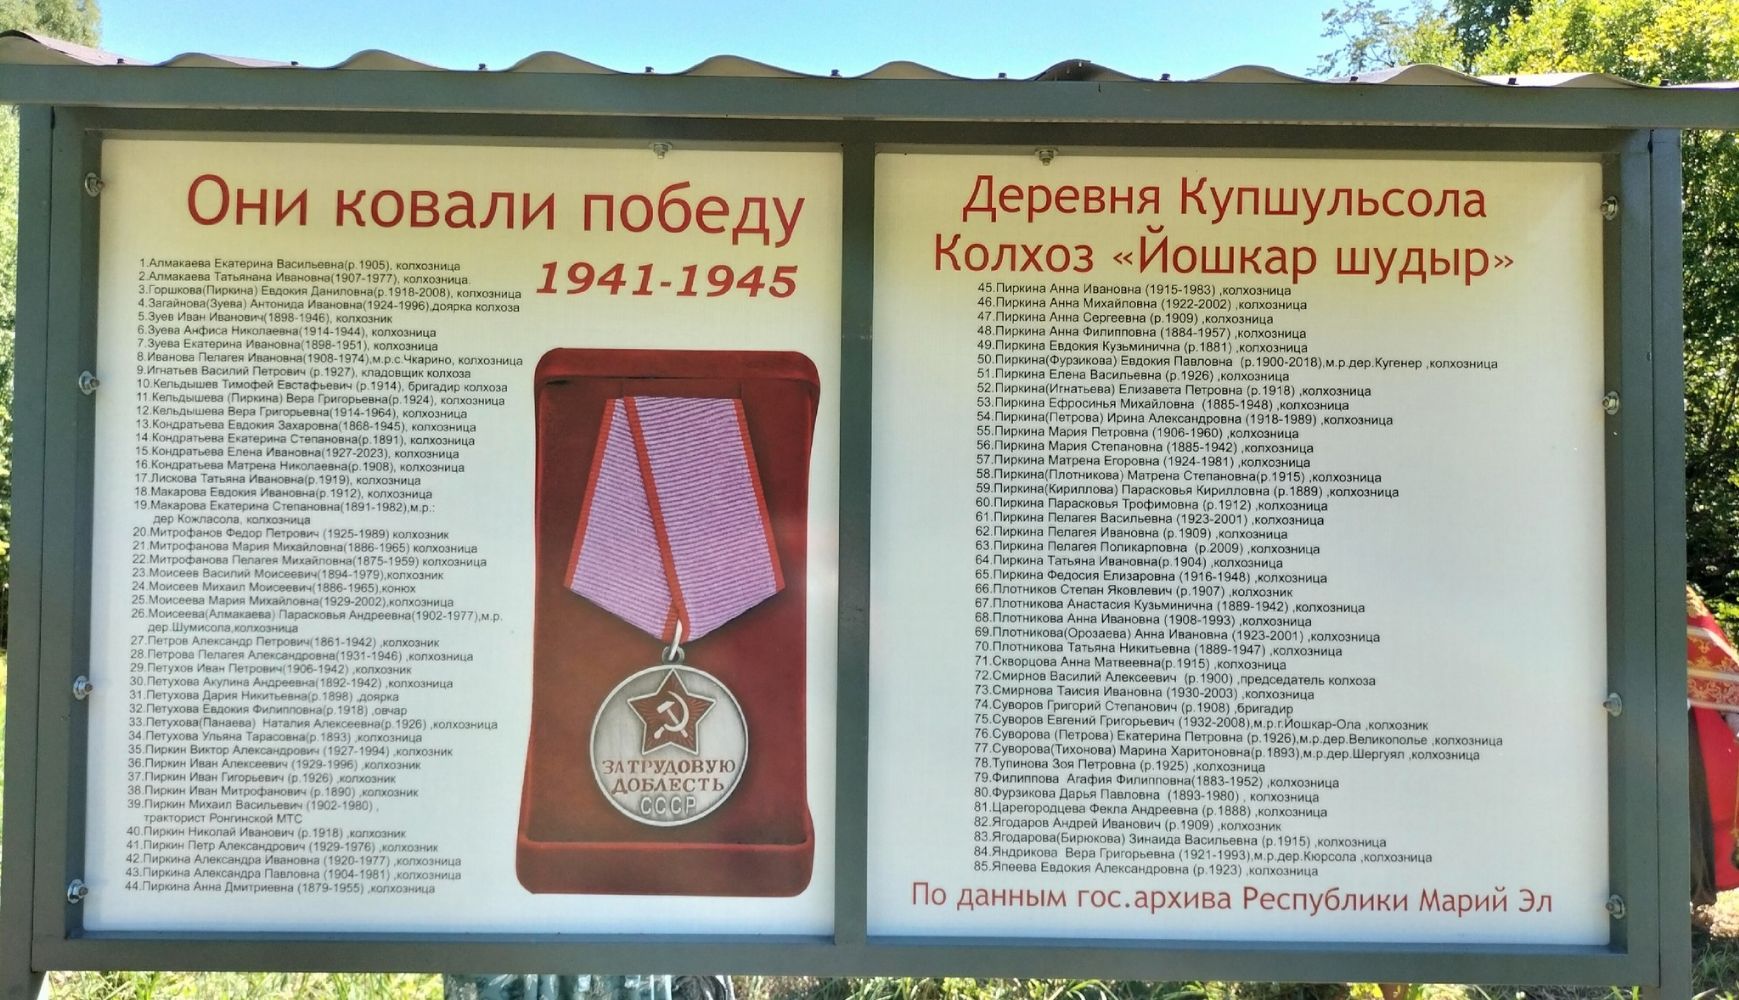 Они ковали победу
1941-1945
1.Алмакаева Екатерина Васильевна(р.1905), колхозница
2.Алмакаева Татьянана Ивановна(1907-1977), колхозница.
3.Горшкова(Пиркина) Евдокия Даниловна(р.1918-2008), колхозница
4.Загайнова(Зуева) Антонида Ивановна(1924-1996),доярка колхоза
5.Зуев Иван Иванович(1898-1946), колхозник
6.Зуева Анфиса Николаевна(1914-1944), колхозница
7.Зуева Екатерина Ивановна(1898-1951), колхозница
8.Иванова Пелагея Ивановна(1908-1974),м.р.с.Чкарино, колхозница
9.Игнатьев Василий Петрович (р.1927), кладовщик колхоза
10.Кельдышев Тимофей Евстафьевич (р.1914), бригадир колхоза
11.Кельдышева (Пиркина) Вера Григорьевна(р.1924), колхозница
12.Кельдышева Вера Григорьевна(1914-1964), колхозница
13.Кондратьева Евдокия Захаровна(1868-1945), колхозница
14.Кондратьева Екатерина Степановна(р.1891), колхозница
15.Кондратьева Елена Ивановна(1927-2023), колхозница
16.Кондратьева Матрена Николаевна(р.1908), колхозница
17.Лискова Татьяна Ивановна(р.1919), колхозница
18.Макарова Евдокия Ивановна(р.1912), колхозница
19.Макарова Екатерина Степановна(1891-1982),м.р.:
дер Кожласола, колхозница
20.Митрофанов Федор Петрович (1925-1989) колхозник
21.Митрофанова Мария Михайловна(1886-1965) колхозница
22.Митрофанова Пелагея Михайловна(1875-1959) колхозница
23.Моисеев Василий Моисеевич(1894-1979),колхозник
24.Моисеев Михаил Моисеевич(1886-1965),конюх
25.Моисеева Мария Михайловна(1929-2002),колхозница
26.Моисеева(Алмакаева) Парасковья Андреевна(1902-1977),м.р.
дер.Шумисола,колхозница
27.Петров Александр Петрович(1861-1942) ,колхозник
28.Петрова Пелагея Александровна(1931-1946) ,колхозница
29.Петухов Иван Петрович(1906-1942) ,колхозник
30.Петухова Акулина Андреевна(1892-1942) ,колхозница
31.Петухова Дария Никитьевна(р.1898) ,доярка
32.Петухова Евдокия Филипповна(р.1918) ,овчар
33.Петухова(Панаева) Наталия Алексеевна(р.1926) ,колхозница
34.Петухова Ульяна Тарасовна(р.1893) ,колхозница
35.Пиркин Виктор Александрович (1927-1994) ,колхозник
36.Пиркин Иван Алексеевич (1929-1996) ,колхозник
37.Пиркин Иван Гигорьевич (р.1926) ,колхозник
38.Пиркин Иван Митрофанович (р.1890) ,колхозник
39.Пиркин Михаил Васильевич (1902-1980) ,
тракторист Ронгинской МТС
40.Пиркин Николай Иванович (р.1918) ,колхозник
41.Пиркин Петр Александрович (1929-1976) ,колхозник
42.Пиркина Александра Ивановна (1920-1977) ,колхозница
43.Пиркина Александра Павловна (1904-1981) ,колхозница
44.Пиркина Анна Дмитриевна (1879-1955) ,колхозница
ЗА ТРУДОВУЮ
ДОБЛЕСТЬ
СССР
Деревня Купшульсола
Колхоз «Йошкар шудыр»
45.Пиркина Анна Ивановна (1915-1983) ,колхозница
46.Пиркина Анна Михайловна (1922-2002) ,колхозница
47.Пиркина Анна Сергеевна (р.1909) ,колхозница
48.Пиркина Анна Филипповна (1884-1957) ,колхозница
49.Пиркина Евдокия Кузьминична (р.1881) ,колхозница
50.Пиркина(Фурзикова) Евдокия Павловна (р.1900-2018),м.р.дер.Кугенер ,колхозница
51.Пиркина Елена Васильевна (р.1926) ,колхозница
52.Пиркина(Игнатьева) Елизавета Петровна (р.1918) ,колхозница
53.Пиркина Ефросинья Михайловна (1885-1948) ,колхозница
54.Пиркина(Петрова) Ирина Александровна (1918-1989) ,колхозница
55.Пиркина Мария Петровна (1906-1960) ,колхозница
56.Пиркина Мария Степановна (1885-1942) ,колхозница
57.Пиркина Матрена Егоровна (1924-1981) ,колхозница
58.Пиркина(Плотникова) Матрена Степановна(р.1915) ,колхозница
59.Пиркина(Кириллова) Парасковья Кирилловна (р.1889) ,колхозница
60.Пиркина Парасковья Трофимовна (р.1912) ,колхозница
61.Пиркина Пелагея Васильевна (1923-2001) ,колхозница
62.Пиркина Пелагея Ивановна (р.1909) ,колхозница
63.Пиркина Пелагея Поликарповна (р.2009) ,колхозница
64.Пиркина Татьяна Ивановна(р.1904) ,колхозница
65.Пиркина Федосия Елизаровна (1916-1948) ,колхозница
66.Плотников Степан Яковлевич (р.1907) ,колхозник
67.Плотникова Анастасия Кузьминична (1889-1942) ,колхозница
68.Плотникова Анна Ивановна (1908-1993) ,колхозница
69.Плотникова(Орозаева) Анна Ивановна (1923-2001) ,колхозница
70.Плотникова Татьяна Никитьевна (1889-1947) ,колхозница
71.Скворцова Анна Матвеевна(р.1915) ,колхозница
72.Смирнов Василий Алексеевич (р.1900) ,председатель колхоза
73.Смирнова Таисия Ивановна (1930-2003) ,колхозница
74.Суворов Григорий Степанович (р.1908) ,бригадир
75.Суворов Евгений Григорьевич (1932-2008),м.р.г.Йошкар-Ола ,колхозник
76.Суворова (Петрова) Екатерина Петровна (р.1926),м.р.дер.Великополье ,колхозница
77.Суворова(Тихонова) Марина Харитоновна(р.1893),м.р.дер.Шергуял ,колхозница
78.Тупинова Зоя Петровна (р.1925) ,колхозница
79.Филиппова Агафия Филипповна(1883-1952) ,колхозница
80.Фурзикова Дарья Павловна (1893-1980) , колхозница
81.Царегородцева Фекла Андреевна (р.1888) ,колхозница
82.Ягодаров Андрей Иванович (р.1909) ,колхозник
83.Ягодарова(Бирюкова) Зинаида Васильевна (р.1915) ,колхозница
84.Яндрикова Вера Григорьевна (1921-1993),м.р.дер.Кюрсола ,колхозница
85.Япеева Евдокия Александровна (р.1923) ,колхозница
По данным гос.архива Республики Марий Эл